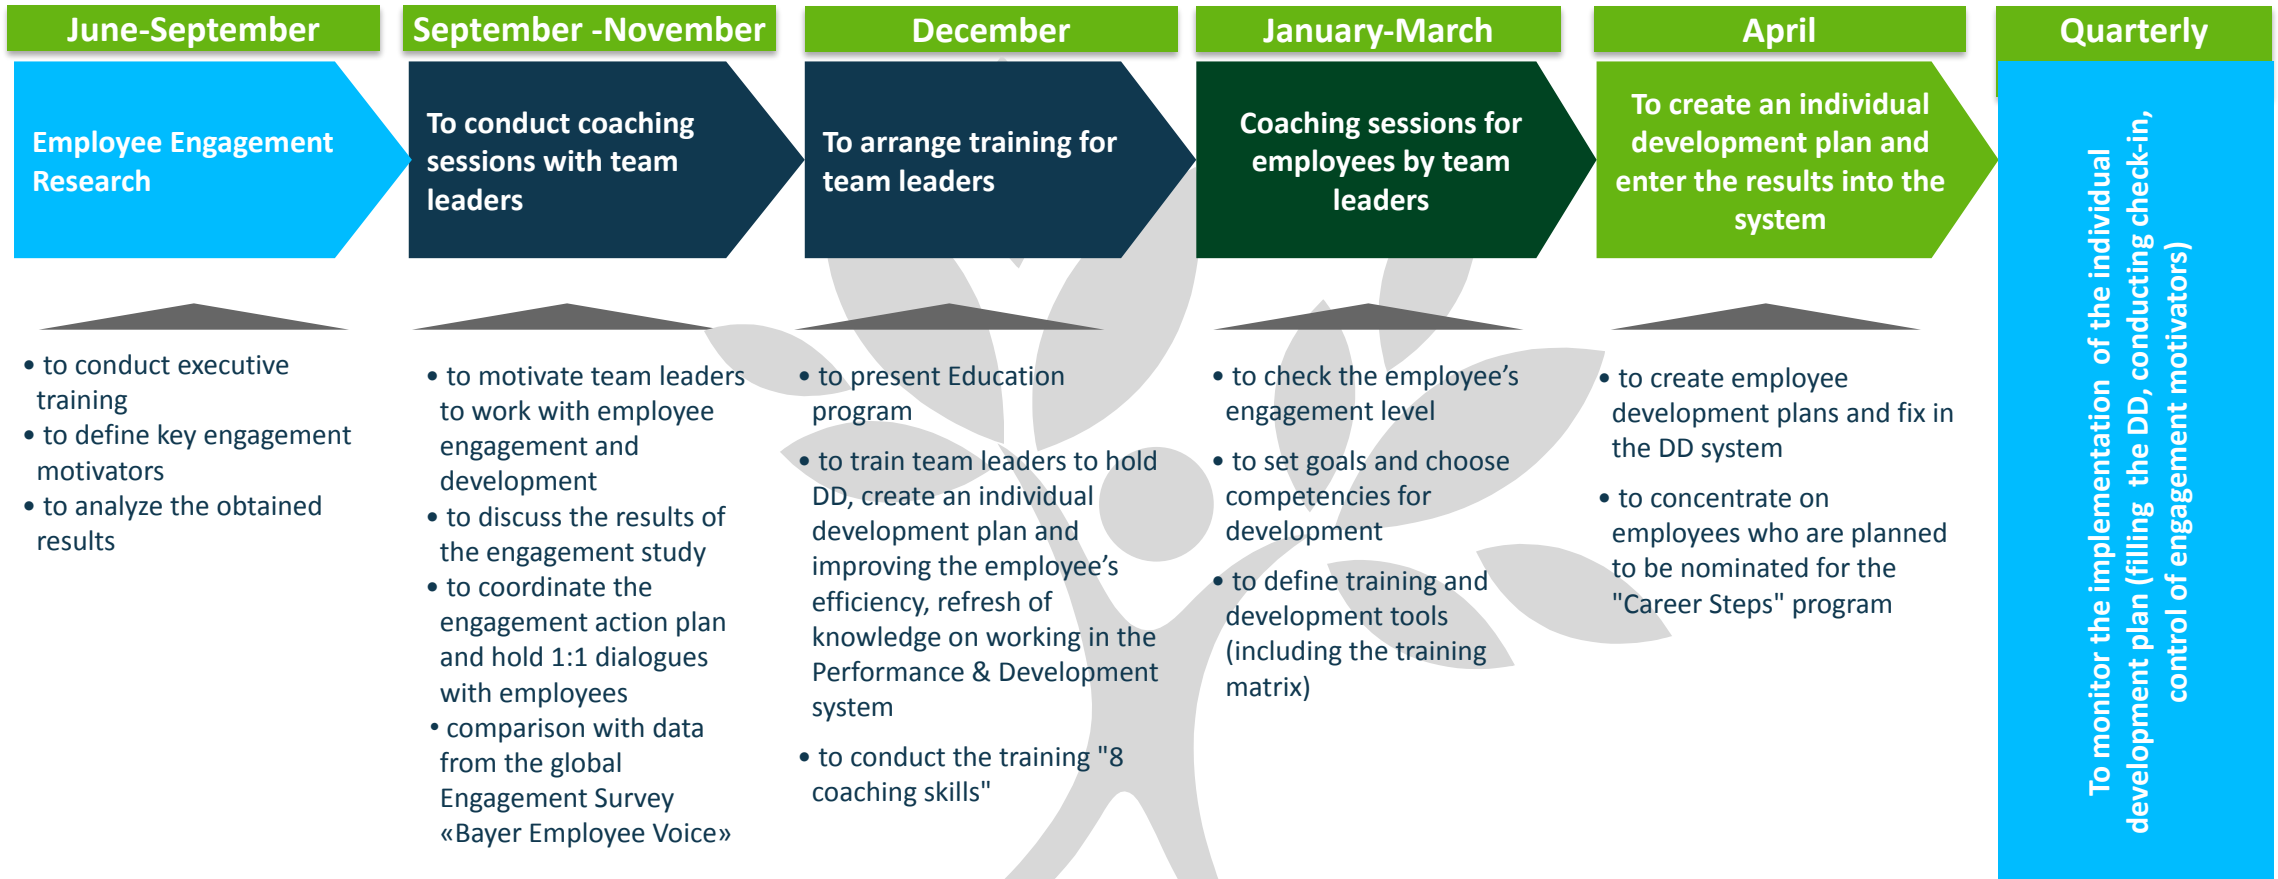 June-September
September -November
December
January-March
April
Quarterly
Employee Engagement
Research
To conduct coaching
sessions with team
leaders
To arrange training for
team leaders
Coaching sessions for
employees by team
leaders
To create an individual
development plan and
enter the results into the
system
• to conduct executive
training
• to define key engagement
motivators
• to analyze the obtained
results
• to motivate team leaders
to work with employee
engagement and
development
• to discuss the results of
the engagement study
• to coordinate the
engagement action plan
and hold 1:1 dialogues
with employees
• comparison with data
from the global
Engagement Survey
«Bayer Employee Voice»
• to present Education
program
• to train team leaders to hold
DD, create an individual
development plan and
improving the employee’s
efficiency, refresh of
knowledge on working in the
Performance & Development
system
• to conduct the training "8
coaching skills"
• to check the employee’s
engagement level
• to set goals and choose
competencies for
development
• to define training and
development tools
(including the training
matrix)
• to create employee
development plans and fix in
the DD system
• to concentrate on
employees who are planned
to be nominated for the
"Career Steps" program
To monitor the implementation of the individual
development plan (filling the DD, conducting check-in,
control of engagement motivators)